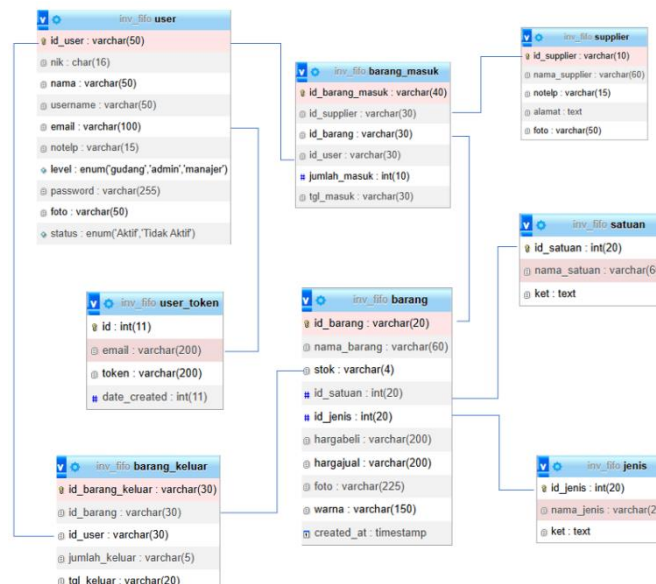 inv_fifo user
id_user : varchar(50)
nik : char(16)
nama : varchar(50)
username : varchar(50)
email : varchar(100)
notelp : varchar(15)
level : enum('gudang','admin','manajer')
password : varchar(255)
foto : varchar(50)
status : enum('Aktif','Tidak Aktif')
inv_fifo barang_masuk
id_barang_masuk : varchar(40)
id_supplier : varchar(30)
id_barang : varchar(30)
id_user : varchar(30)
jumlah_masuk : int(10)
tgl_masuk : varchar(30)
inv_fifo supplier
id_supplier : varchar(10)
nama_supplier : varchar(60)
notelp : varchar(15)
alamat : text
foto : varchar(50)
inv_fifo satuan
id_satuan : int(20)
nama_satuan : varchar(6
ket : text
inv_fifo user_token
id : int(11)
email : varchar(200)
token : varchar(200)
date_created : int(11)
inv_fifo barang
id_barang : varchar(20)
nama_barang : varchar(60)
stok : varchar(4)
id_satuan : int(20)
id_jenis : int(20)
hargabeli : varchar(200)
hargajual : varchar(200)
foto : varchar(225)
warna : varchar(150)
created_at : timestamp
inv_fifo barang_keluar
id_barang_keluar : varchar(30)
id_barang : varchar(30)
id_user : varchar(30)
jumlah_keluar : varchar(5)
tgl_keluar : varchar(20)
inv_fifo jenis
id_jenis : int(20)
nama_jenis : varchar(2
ket : text